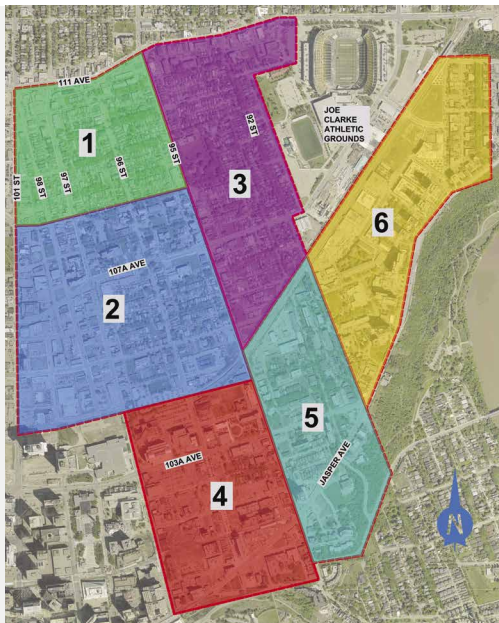 111 AVE
1
101 ST
98 ST
97 ST
96 ST
95 ST
92 ST
3
JOE
CLARKE
ATHLETIC
GROUNDS
6
107A AVE
2
5
JASPER AVE
103A AVE
4
N